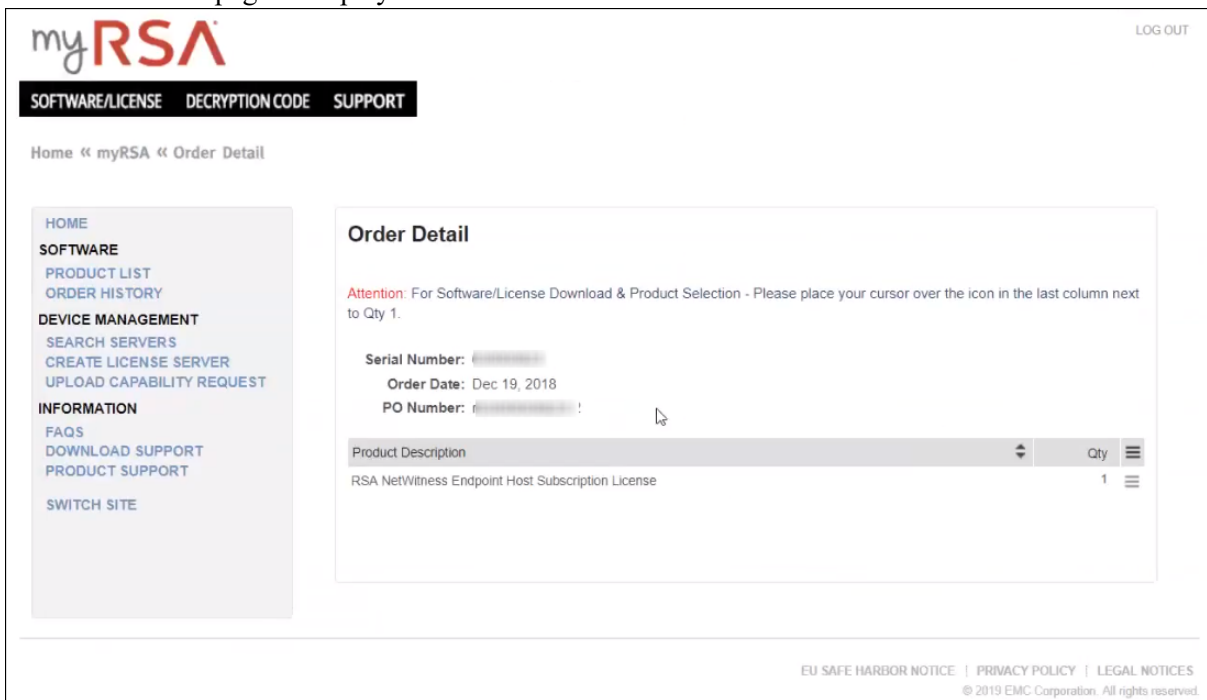 myRSA
LOG OUT
SOFTWARE/LICENSE DECRYPTION CODE SUPPORT
Home « myRSA « Order Detail
HOME
SOFTWARE
PRODUCT LIST
ORDER HISTORY
DEVICE MANAGEMENT
SEARCH SERVERS
CREATE LICENSE SERVER
UPLOAD CAPABILITY REQUEST
INFORMATION
FAQS
DOWNLOAD SUPPORT
PRODUCT SUPPORT
SWITCH SITE
Order Detail
Attention: For Software/License Download & Product Selection - Please place your cursor over the icon in the last column next
to Qty 1.
Serial Number:
Order Date: Dec 19, 2018
PO Number:
Product Description Qty
RSA NetWitness Endpoint Host Subscription License 1
EU SAFE HARBOR NOTICE | PRIVACY POLICY | LEGAL NOTICES
© 2019 EMC Corporation. All rights reserved.